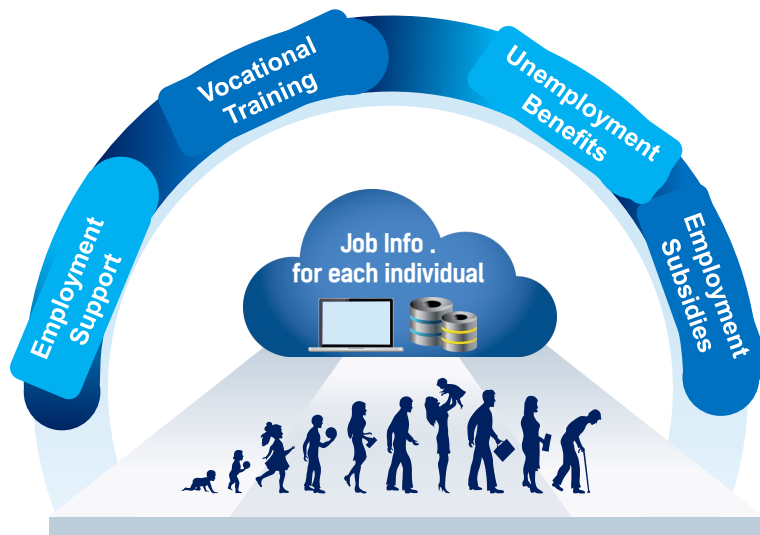 Employment
Support
Vocational
Training
Unemployment
Benefits
Employment
Subsidies
Job Info .
for each individual